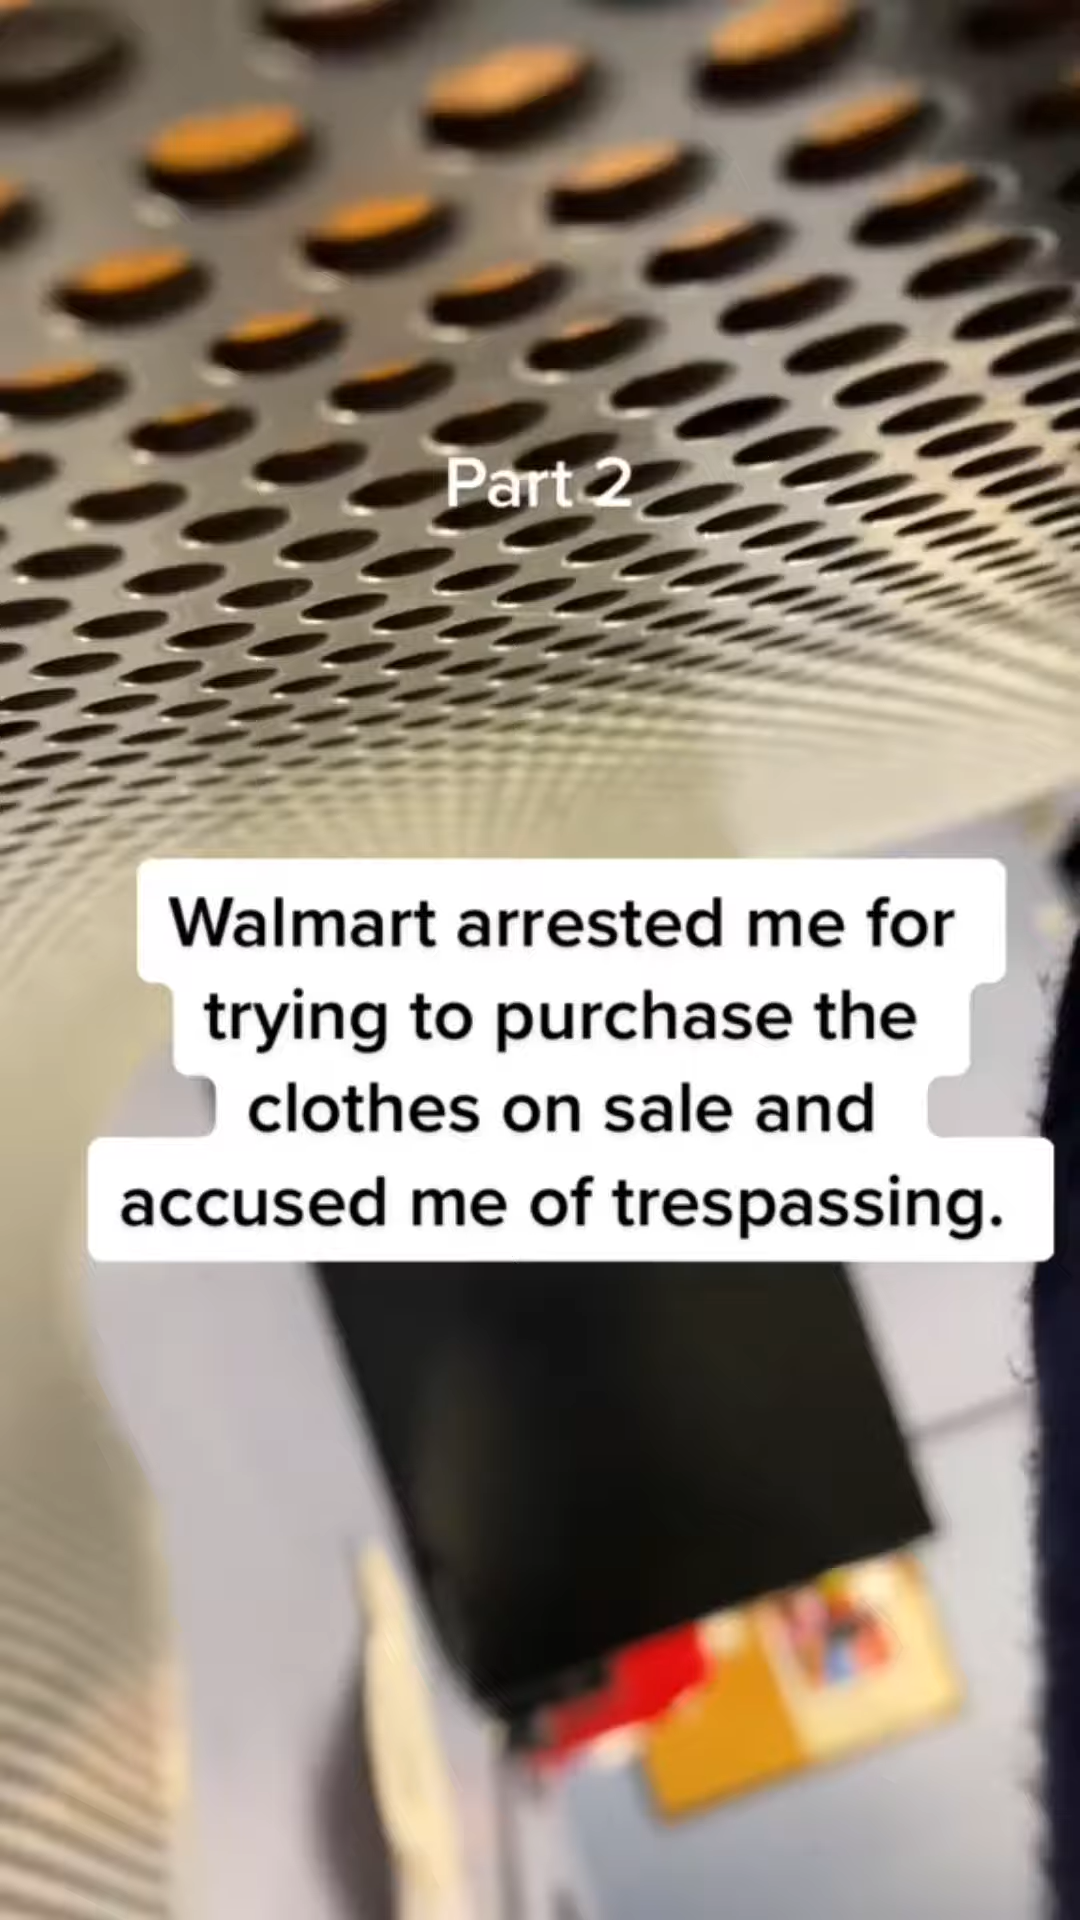 Part 2
Walmart arrested me for
trying to purchase the
clothes on sale and
accused me of trespassing.